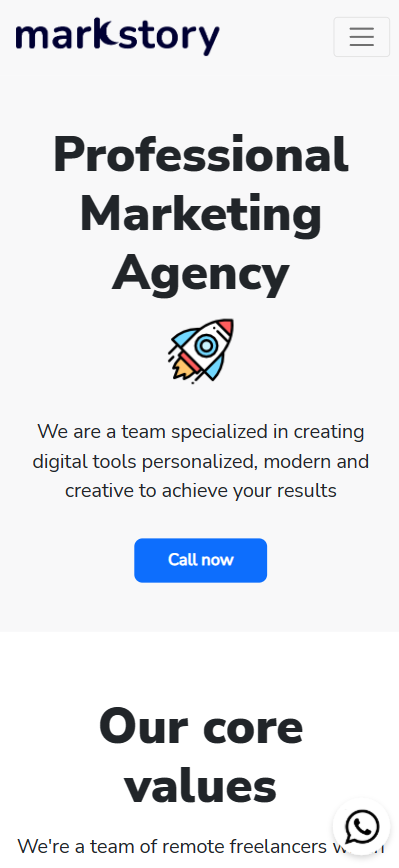 markstory
Professional
Marketing
Agency
We are a team specialized in creating
digital tools personalized, modern and
creative to achieve your results
Call now
Our core
values
We're a team of remote freelancers